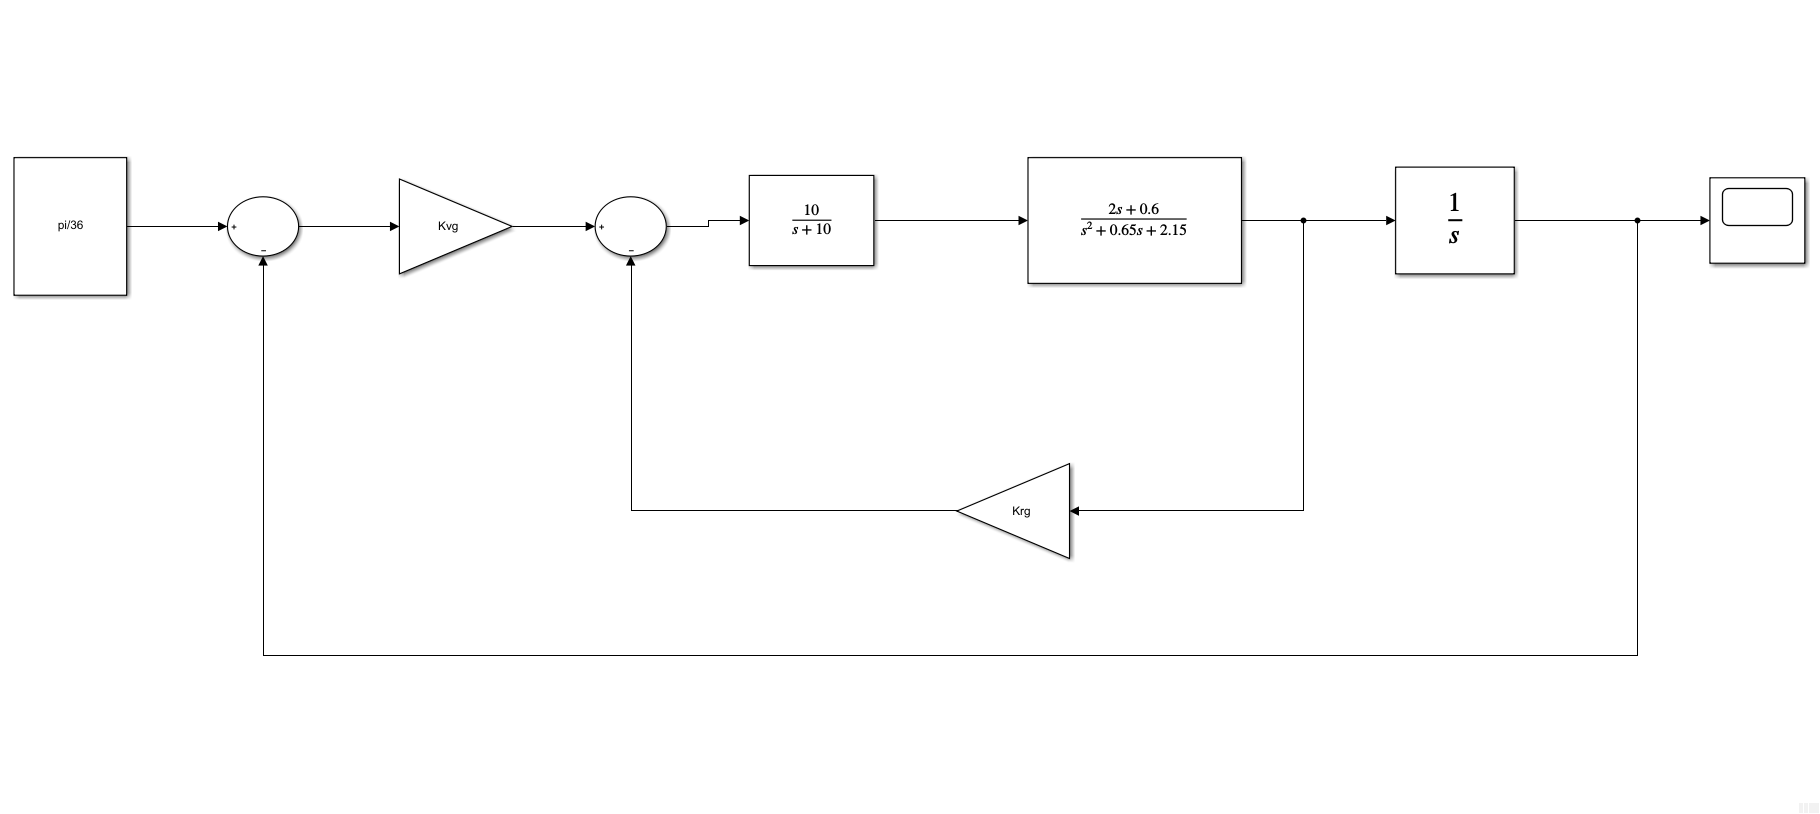 pi/36
+
−
Kvg
+
−
10
s + 10
2s + 0.6
s² + 0.65s + 2.15
1
s
Krg